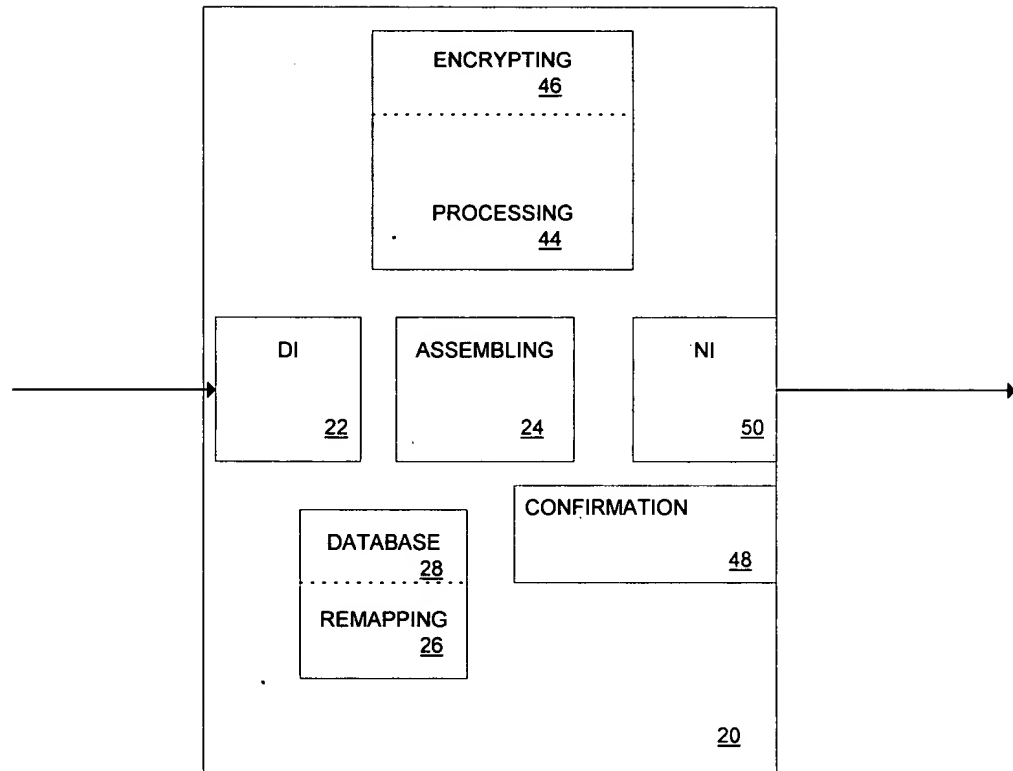 ENCRYPTING
46
PROCESSING
44
DI
22
ASSEMBLING
24
NI
50
CONFIRMATION
48
DATABASE
28
REMAPPING
26
20